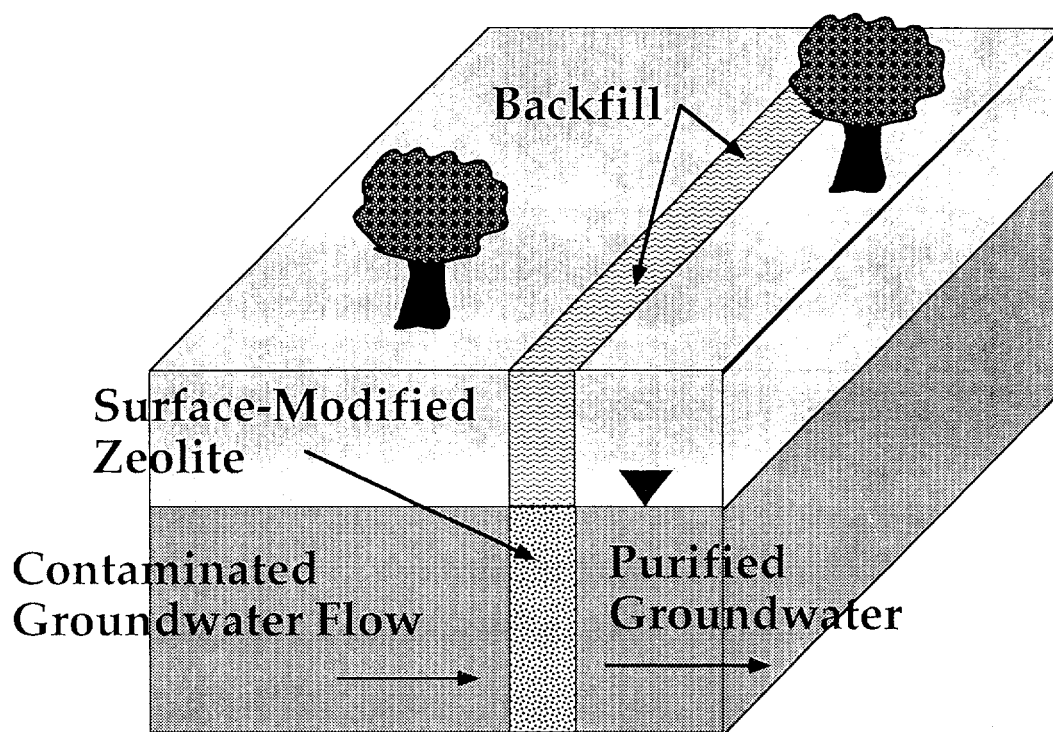 Backfill
Surface-Modified
Zeolite
Contaminated
Groundwater Flow
Purified
Groundwater